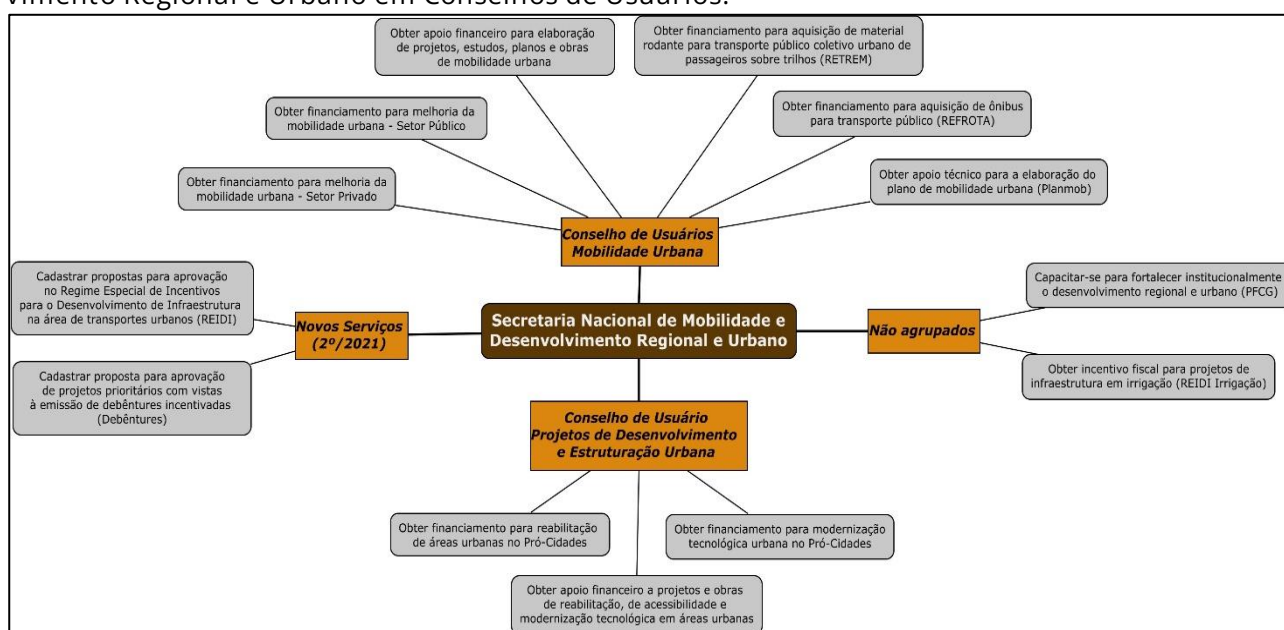 vimento Regional e Urbano em Conselhos de Usuários.
Obter apoio financeiro para elaboração
de projetos, estudos, planos e obras
de mobilidade urbana
Obter financiamento para aquisição de material
rodante para transporte público coletivo urbano de
passageiros sobre trilhos (RETREM)
Obter financiamento para melhoria da
mobilidade urbana - Setor Público
Obter financiamento para aquisição de ônibus
para transporte público (REFROTA)
Obter financiamento para melhoria da
mobilidade urbana - Setor Privado
Obter apoio técnico para a elaboração do
plano de mobilidade urbana (Planmob)
Conselho de Usuários
Mobilidade Urbana
Cadastrar propostas para aprovação
no Regime Especial de Incentivos
para o Desenvolvimento de Infraestrutura
na área de transportes urbanos (REIDI)
Capacitar-se para fortalecer institucionalmente
o desenvolvimento regional e urbano (PFCG)
Novos Serviços
(2º/2021)
Secretaria Nacional de Mobilidade e
Desenvolvimento Regional e Urbano
Não agrupados
Cadastrar proposta para aprovação
de projetos prioritários com vistas
à emissão de debêntures incentivadas
(Debêntures)
Obter incentivo fiscal para projetos de
infraestrutura em irrigação (REIDI Irrigação)
Conselho de Usuário
Projetos de Desenvolvimento
e Estruturação Urbana
Obter financiamento para reabilitação
de áreas urbanas no Pró-Cidades
Obter financiamento para modernização
tecnológica urbana no Pró-Cidades
Obter apoio financeiro a projetos e obras
de reabilitação, de acessibilidade e
modernização tecnológica em áreas urbanas